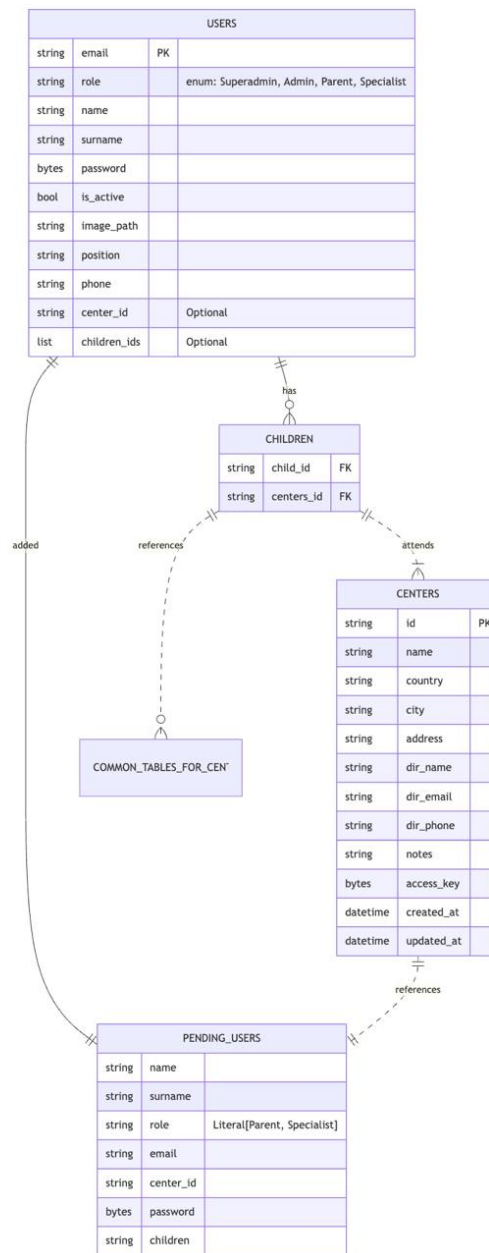 USERS
string email PK
string role enum: Superadmin, Admin, Parent, Specialist
string name
string surname
bytes password
bool is_active
string image_path
string position
string phone
string center_id Optional
list children_ids Optional
has
CHILDREN
string child_id FK
string centers_id FK
added
references
attends
CENTERS
string id PK
string name
string country
string city
string address
string dir_name
string dir_email
string dir_phone
string notes
bytes access_key
datetime created_at
datetime updated_at
COMMON_TABLES_FOR_CENT
references
PENDING_USERS
string name
string surname
string role Literal[Parent, Specialist]
string email
string center_id
bytes password
string children